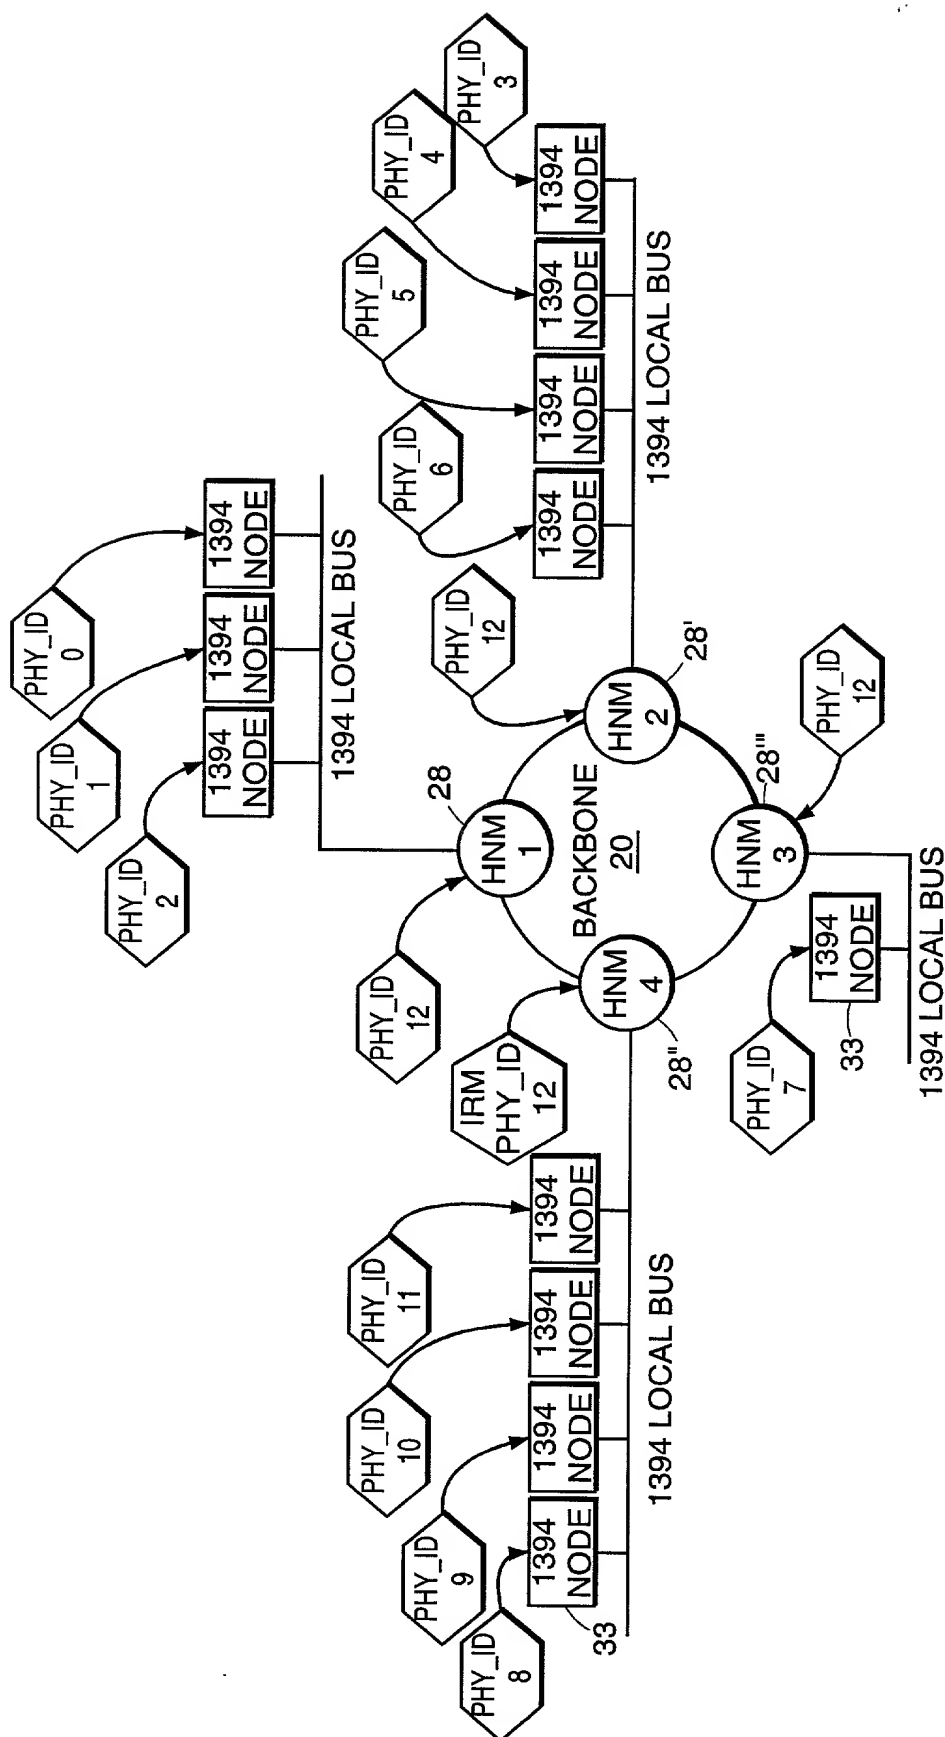 PHY_ID
0
PHY_ID
1
PHY_ID
2
1394
NODE
1394
NODE
1394
NODE
1394 LOCAL BUS
PHY_ID
3
PHY_ID
4
PHY_ID
5
PHY_ID
6
1394
NODE
1394
NODE
1394
NODE
1394
NODE
1394 LOCAL BUS
PHY_ID
12
HNM
2
28'
PHY_ID
12
HNM
1
28
BACKBONE
20
IRM
PHY_ID
12
HNM
4
28"
PHY_ID
12
HNM
3
28'''
PHY_ID
7
1394
NODE
33
1394 LOCAL BUS
PHY_ID
11
PHY_ID
10
PHY_ID
9
PHY_ID
8
1394
NODE
1394
NODE
1394
NODE
1394
NODE
33
1394 LOCAL BUS